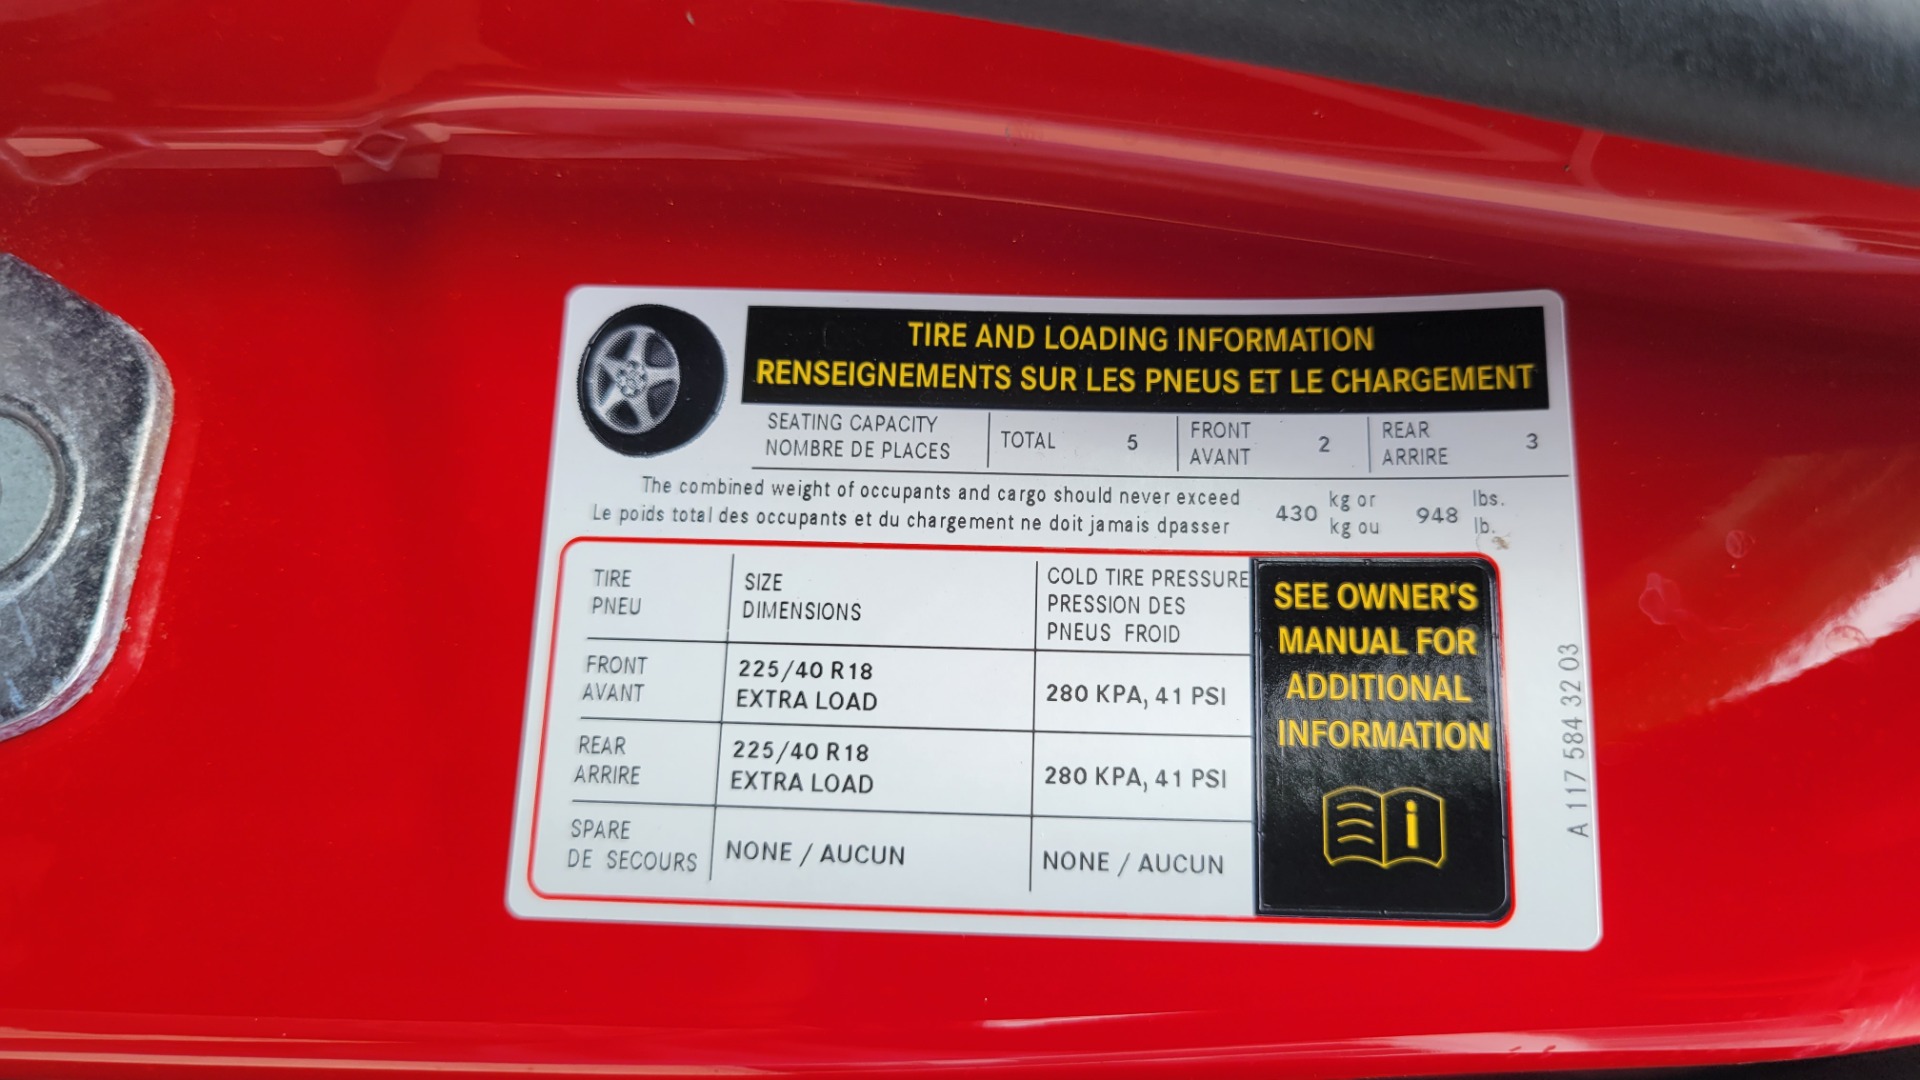 TIRE AND LOADING INFORMATION
RENSEIGNEMENTS SUR LES PNEUS ET LE CHARGEMENT
SEATING CAPACITY
NOMBRE DE PLACES
TOTAL 5
FRONT
AVANT
2
REAR
ARRIRE
3
The combined weight of occupants and cargo should never exceed
Le poids total des occupants et du chargement ne doit jamais dpasser
430
kg or
kg ou
948
lbs.
lb.
TIRE
PNEU
SIZE
DIMENSIONS
COLD TIRE PRESSURE
PRESSION DES
PNEUS FROID
FRONT
AVANT
225/40 R18
EXTRA LOAD
280 KPA, 41 PSI
REAR
ARRIRE
225/40 R18
EXTRA LOAD
280 KPA, 41 PSI
SPARE
DE SECOURS
NONE / AUCUN
NONE / AUCUN
SEE OWNER'S
MANUAL FOR
ADDITIONAL
INFORMATION
A 117 584 32 03